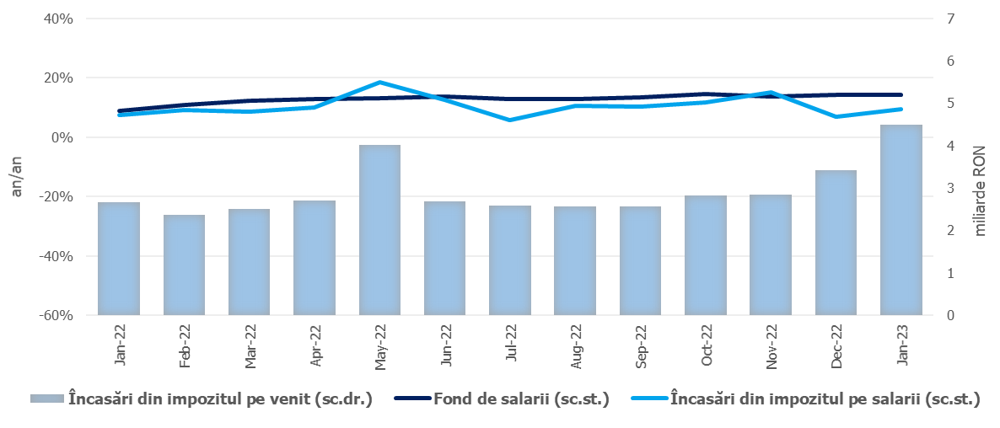 40%
20%
0%
-20%
-40%
-60%
an/an
7
6
5
4
3
2
1
0
miliarde RON
Jan-22
Feb-22
Mar-22
Apr-22
May-22
Jun-22
Jul-22
Aug-22
Sep-22
Oct-22
Nov-22
Dec-22
Jan-23
Încasări din impozitul pe venit (sc.dr.) Fond de salarii (sc.st.) Încasări din impozitul pe salarii (sc.st.)